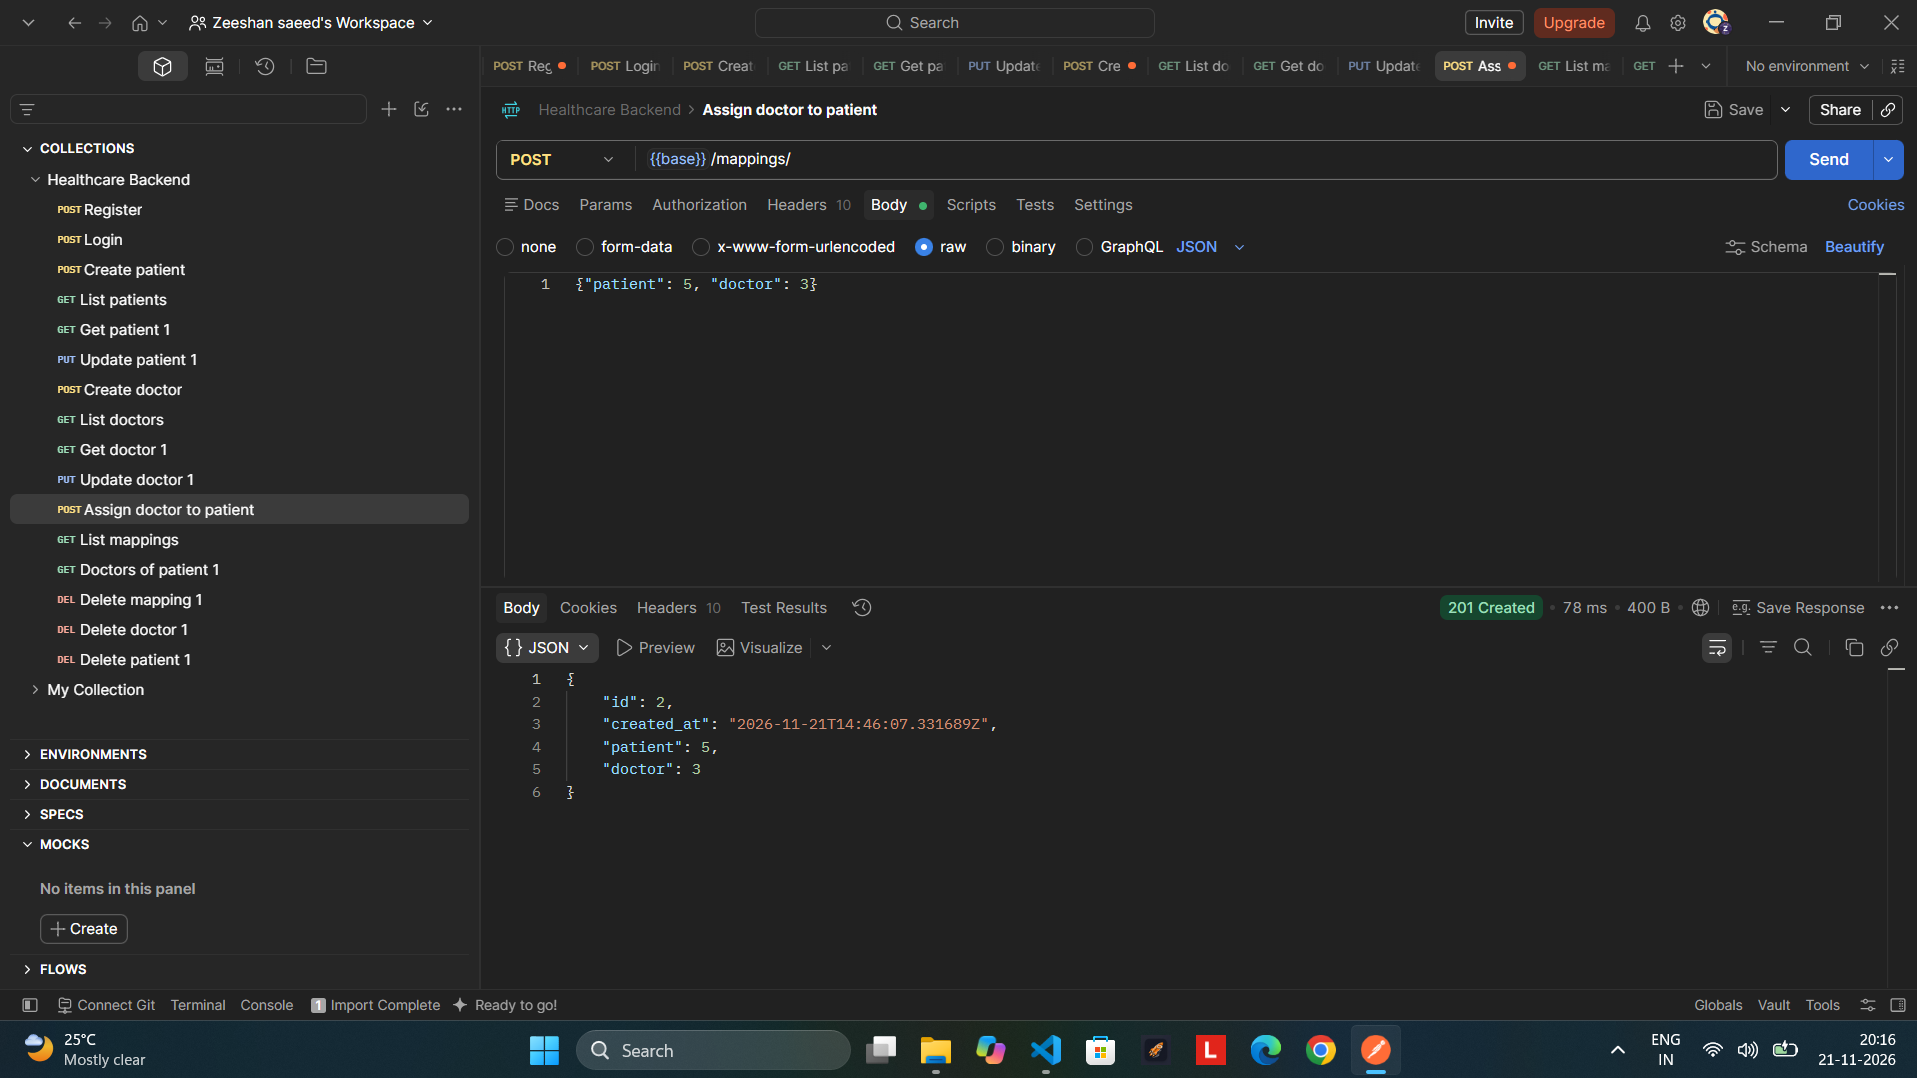 Zeeshan saeed's Workspace
Search
Invite
Upgrade
POST Reg
POST Login
POST Creat
GET List pa
GET Get pa
PUT Update
POST Cre
GET List do
GET Get do
PUT Update
POST Ass
GET List ma
GET
No environment
HTTP Healthcare Backend > Assign doctor to patient
Save
Share
POST {{base}} /mappings/
Send
Docs Params Authorization Headers 10 Body Scripts Tests Settings
Cookies
none form-data x-www-form-urlencoded raw binary GraphQL JSON
Schema Beautify
1 {"patient": 5, "doctor": 3}
COLLECTIONS
Healthcare Backend
POST Register
POST Login
POST Create patient
GET List patients
GET Get patient 1
PUT Update patient 1
POST Create doctor
GET List doctors
GET Get doctor 1
PUT Update doctor 1
POST Assign doctor to patient
GET List mappings
GET Doctors of patient 1
DEL Delete mapping 1
DEL Delete doctor 1
DEL Delete patient 1
My Collection
ENVIRONMENTS
DOCUMENTS
SPECS
MOCKS
No items in this panel
Create
FLOWS
Body Cookies Headers 10 Test Results
201 Created • 78 ms • 400 B
e.g. Save Response
{} JSON Preview Visualize
1 {
2 "id": 2,
3 "created_at": "2026-11-21T14:46:07.331689Z",
4 "patient": 5,
5 "doctor": 3
6 }
Connect Git Terminal Console 1 Import Complete Ready to go!
Globals Vault Tools
25°C
Mostly clear
Search
L
ENG
IN
20:16
21-11-2026